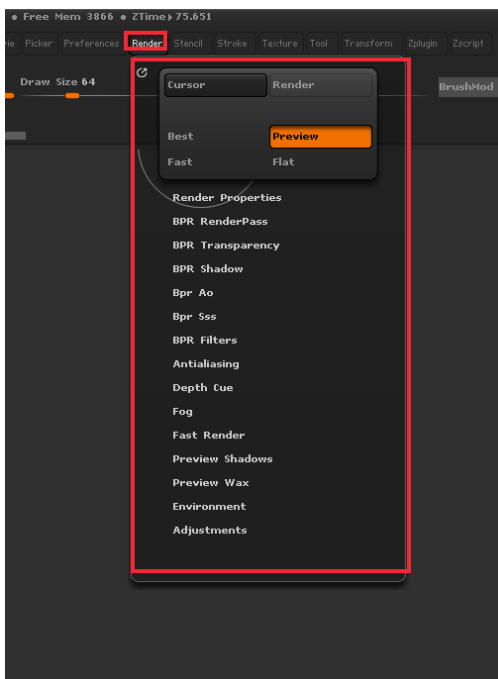 ● Free Mem 3866 ● ZTime▸75.651
Picker Preferences Render Stencil Stroke Texture Tool Transform Zplugin Zscript
Draw Size 64
BrushMod
Cursor Render
Best Preview
Fast Flat
Render Properties
BPR RenderPass
BPR Transparency
BPR Shadow
Bpr Ao
Bpr Sss
BPR Filters
Antialiasing
Depth Cue
Fog
Fast Render
Preview Shadows
Preview Wax
Environment
Adjustments